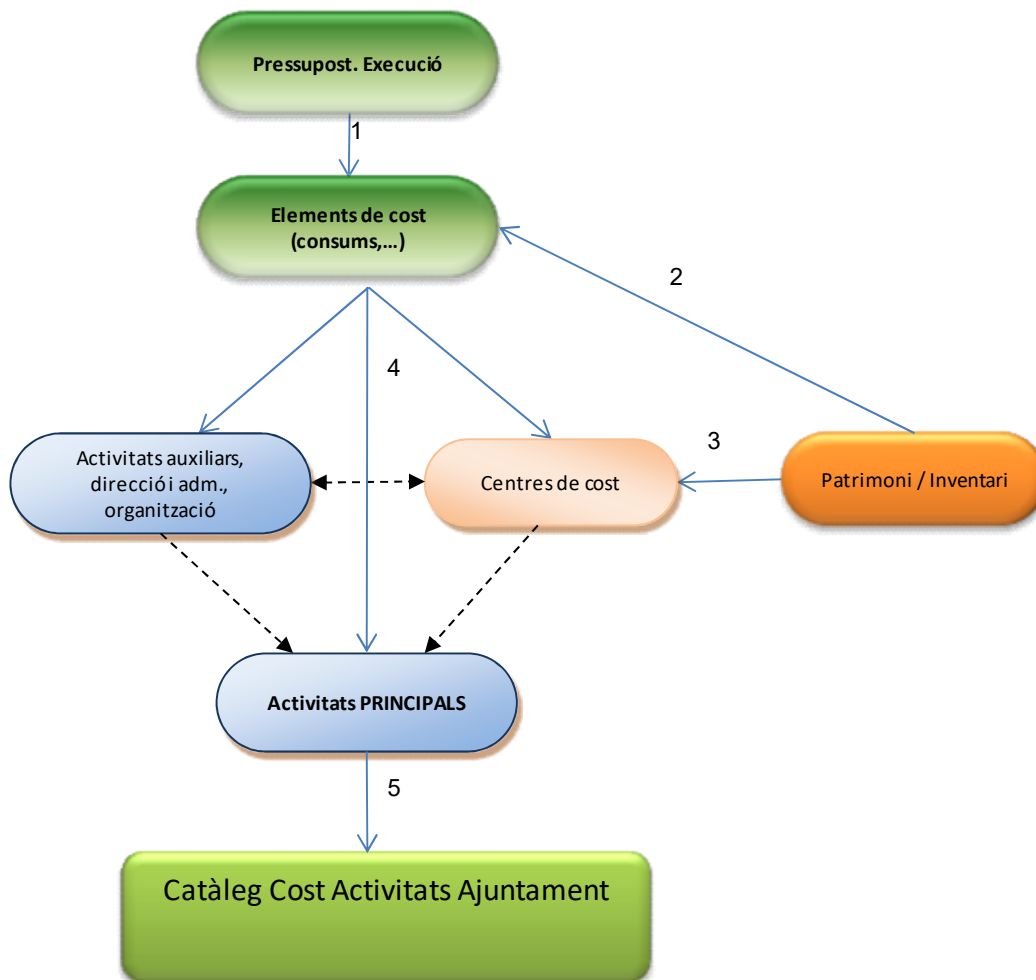 Pressupost. Execució
1
Elements de cost
(consums,...)
2
4
3
Activitats auxiliars,
direcció i adm.,
organització
Centres de cost
Patrimoni / Inventari
Activitats PRINCIPALS
5
Catàleg Cost Activitats Ajuntament